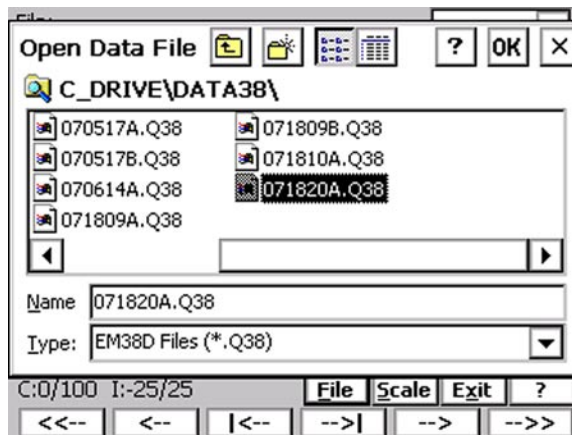 File:
Open Data File ? OK ×
C_DRIVE\DATA38\
070517A.Q38 071809B.Q38
070517B.Q38 071810A.Q38
070614A.Q38 071820A.Q38
071809A.Q38
Name 071820A.Q38
Type: EM38D Files (*.Q38)
C:0/100 I:-25/25 File Scale Exit ?
<<-- <-- |<-- -->| --> -->>